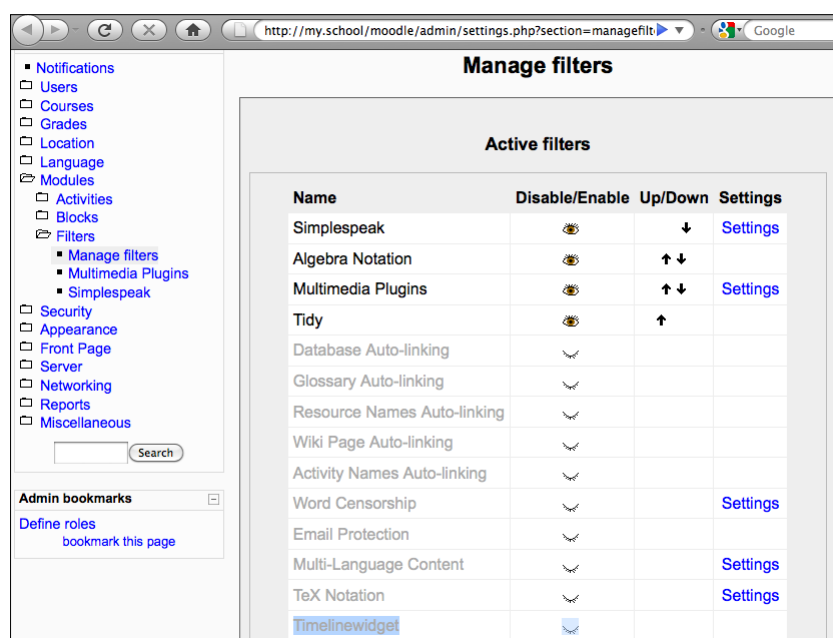 http://my.school/moodle/admin/settings.php?section=managefilt
Google
Notifications
Users
Courses
Grades
Location
Language
Modules
Activities
Blocks
Filters
Manage filters
Multimedia Plugins
Simplespeak
Security
Appearance
Front Page
Server
Networking
Reports
Miscellaneous
Search
Admin bookmarks
Define roles
bookmark this page
Manage filters
Active filters
Name Disable/Enable Up/Down Settings
Simplespeak Settings
Algebra Notation
Multimedia Plugins Settings
Tidy
Database Auto-linking
Glossary Auto-linking
Resource Names Auto-linking
Wiki Page Auto-linking
Activity Names Auto-linking
Word Censorship Settings
Email Protection
Multi-Language Content Settings
TeX Notation Settings
Timelinewidget